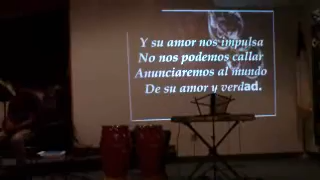 Y su amor nos impulsa
No nos podemos callar
Anunciaremos al mundo
De su amor y verdad.